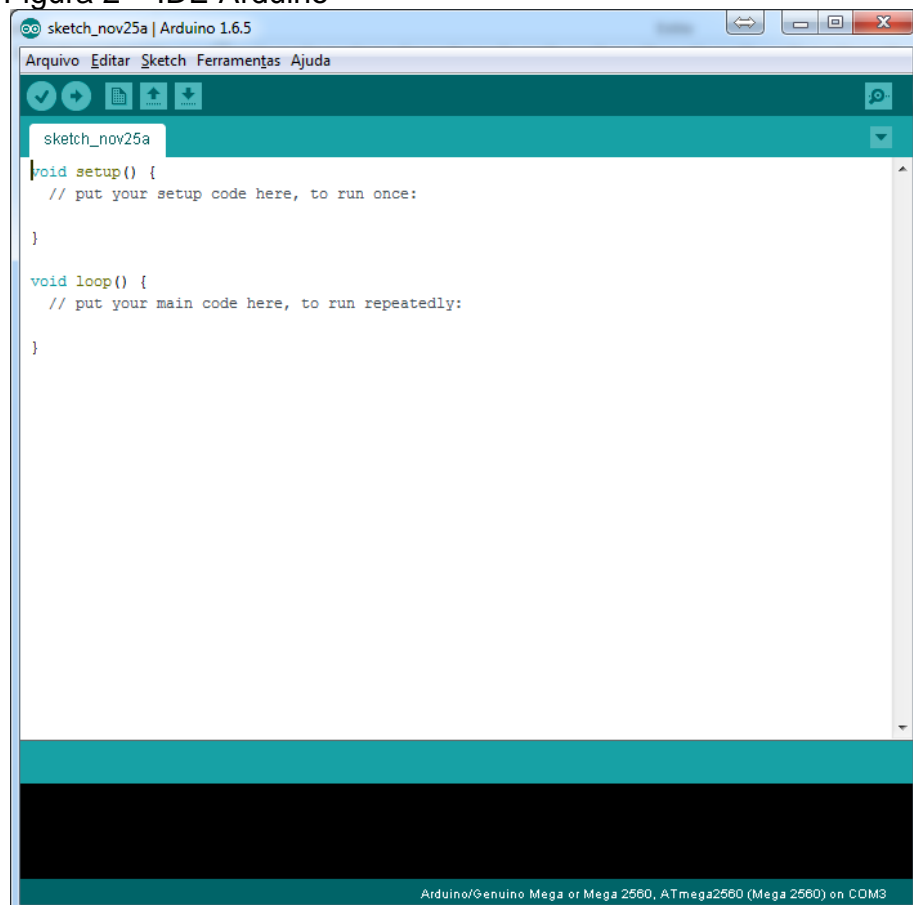 Figura 2 – IDE Arduino
sketch_nov25a | Arduino 1.6.5
Arquivo Editar Sketch Ferramentas Ajuda
sketch_nov25a
void setup() {
  // put your setup code here, to run once:
}
void loop() {
  // put your main code here, to run repeatedly:
}
Arduino/Genuino Mega or Mega 2560, ATmega2560 (Mega 2560) on COM3